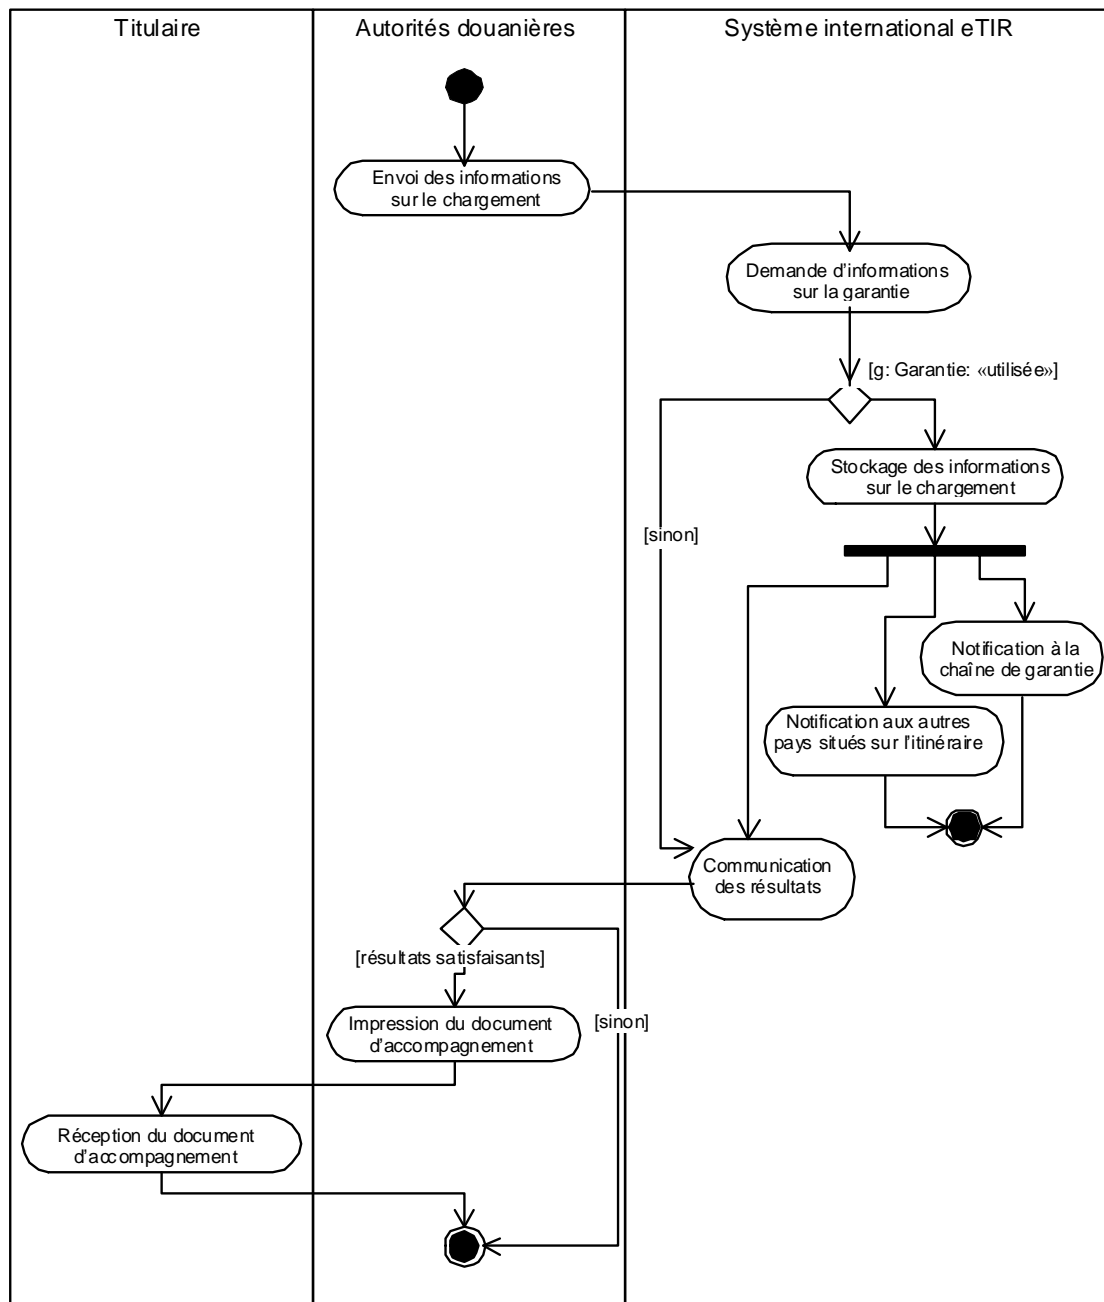 Titulaire
Autorités douanières
Système international eTIR
Envoi des informations
sur le chargement
Demande d'informations
sur la garantie
[g: Garantie: «utilisée»]
Stockage des informations
sur le chargement
[sinon]
Notification à la
chaîne de garantie
Notification aux autres
pays situés sur l'itinéraire
Communication
des résultats
[résultats satisfaisants]
Impression du document
d'accompagnement
[sinon]
Réception du document
d'accompagnement